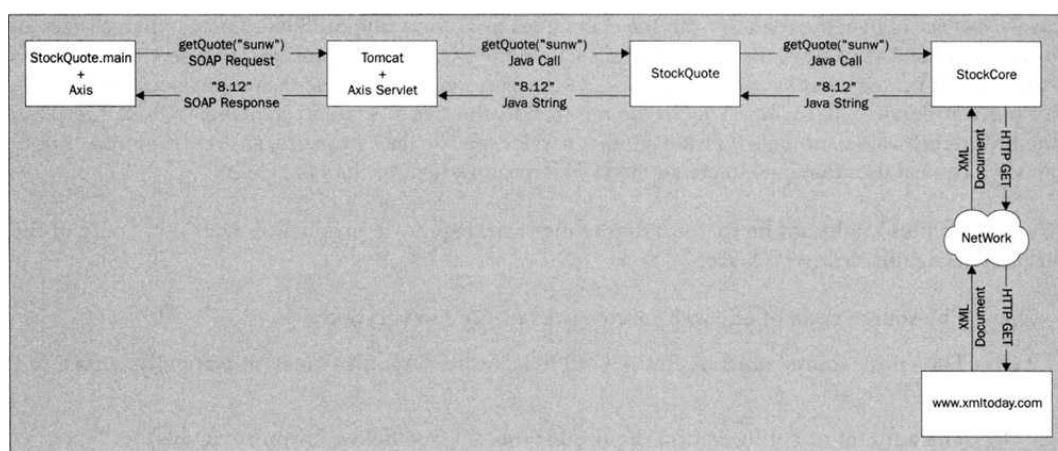 StockQuote.main
+
Axis
getQuote("sunw")
SOAP Request
"8.12"
SOAP Response
Tomcat
+
Axis Servlet
getQuote("sunw")
Java Call
"8.12"
Java String
StockQuote
getQuote("sunw")
Java Call
"8.12"
Java String
StockCore
XML
Document
HTTP GET
NetWork
XML
Document
HTTP GET
www.xmltoday.com